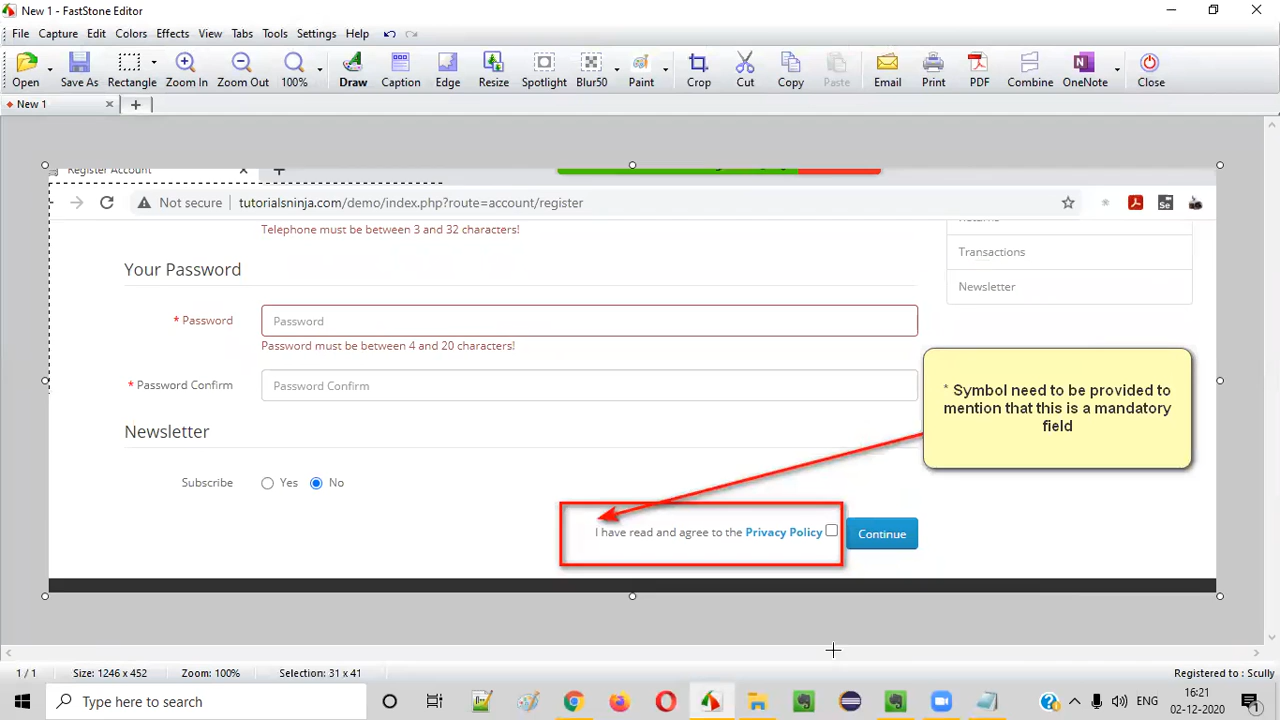 New 1 - FastStone Editor
File Capture Edit Colors Effects View Tabs Tools Settings Help
Open Save As Rectangle Zoom In Zoom Out 100% Draw Caption Edge Resize Spotlight Blur50 Paint Crop Cut Copy Paste Email Print PDF Combine OneNote Close
New 1
Register Account
Not secure tutorialsninja.com/demo/index.php?route=account/register
Telephone must be between 3 and 32 characters!
Returns
Transactions
Newsletter
Your Password
* Password Password
Password must be between 4 and 20 characters!
* Password Confirm Password Confirm
* Symbol need to be provided to
mention that this is a mandatory
field
Newsletter
Subscribe Yes No
I have read and agree to the Privacy Policy Continue
1 / 1 Size: 1246 x 452 Zoom: 100% Selection: 31 x 41 Registered to : Scully
Type here to search
ENG 16:21
02-12-2020